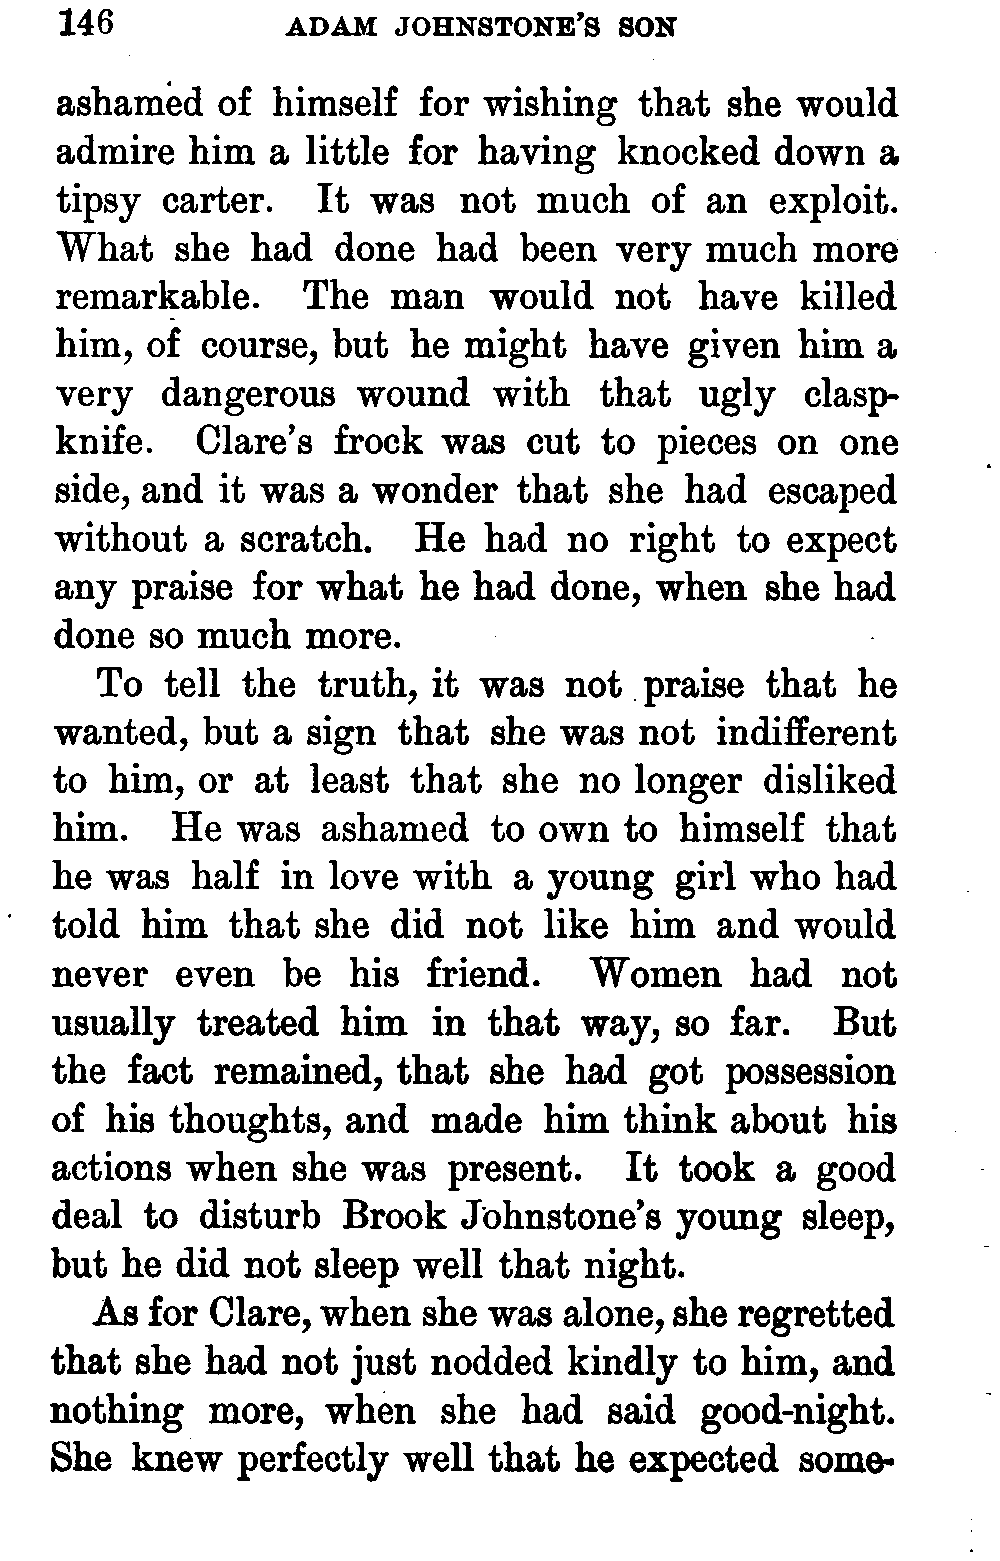 146 ADAM JOHNSTONE'S SON
ashamed of himself for wishing that she would
admire him a little for having knocked down a
tipsy carter. It was not much of an exploit.
What she had done had been very much more
remarkable. The man would not have killed
him, of course, but he might have given him a
very dangerous wound with that ugly clasp-
knife. Clare's frock was cut to pieces on one
side, and it was a wonder that she had escaped
without a scratch. He had no right to expect
any praise for what he had done, when she had
done so much more.
To tell the truth, it was not praise that he
wanted, but a sign that she was not indifferent
to him, or at least that she no longer disliked
him. He was ashamed to own to himself that
he was half in love with a young girl who had
told him that she did not like him and would
never even be his friend. Women had not
usually treated him in that way, so far. But
the fact remained, that she had got possession
of his thoughts, and made him think about his
actions when she was present. It took a good
deal to disturb Brook Johnstone's young sleep,
but he did not sleep well that night.
As for Clare, when she was alone, she regretted
that she had not just nodded kindly to him, and
nothing more, when she had said good-night.
She knew perfectly well that he expected some-